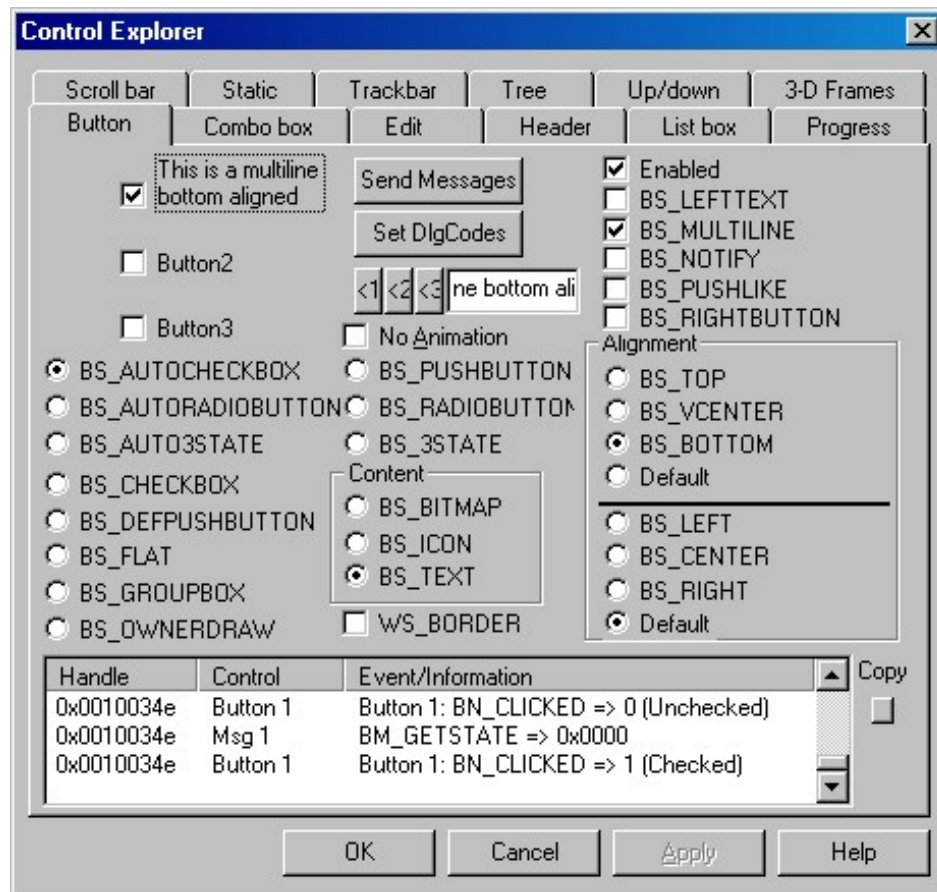 Control Explorer
Scroll bar Static Trackbar Tree Up/down 3-D Frames
Button Combo box Edit Header List box Progress
This is a multiline
bottom aligned
Button2
Button3
Send Messages
Set DlgCodes
<1 <2 <3 ne bottom ali
No Animation
Enabled
BS_LEFTTEXT
BS_MULTILINE
BS_NOTIFY
BS_PUSHLIKE
BS_RIGHTBUTTON
BS_AUTOCHECKBOX
BS_AUTORADIOBUTTON
BS_AUTO3STATE
BS_CHECKBOX
BS_DEFPUSHBUTTON
BS_FLAT
BS_GROUPBOX
BS_OWNERDRAW
BS_PUSHBUTTON
BS_RADIOBUTTON
BS_3STATE
Content
BS_BITMAP
BS_ICON
BS_TEXT
WS_BORDER
Alignment
BS_TOP
BS_VCENTER
BS_BOTTOM
Default
BS_LEFT
BS_CENTER
BS_RIGHT
Default
Handle Control Event/Information
0x0010034e Button 1 Button 1: BN_CLICKED => 0 (Unchecked)
0x0010034e Msg 1 BM_GETSTATE => 0x0000
0x0010034e Button 1 Button 1: BN_CLICKED => 1 (Checked)
Copy
OK Cancel Apply Help